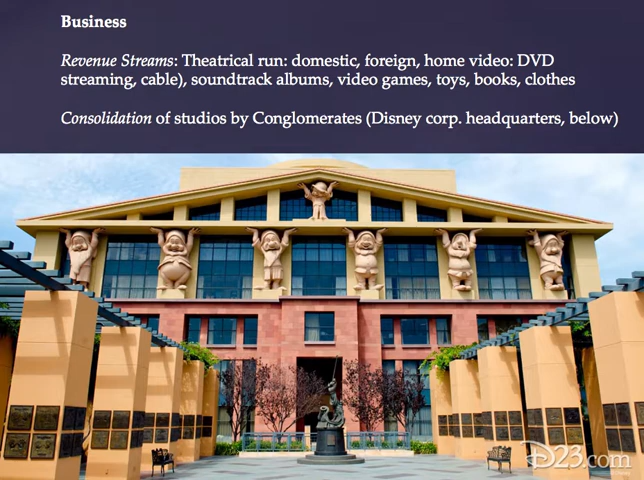 Business
Revenue Streams: Theatrical run: domestic, foreign, home video: DVD
streaming, cable), soundtrack albums, video games, toys, books, clothes
Consolidation of studios by Conglomerates (Disney corp. headquarters, below)
D23.com